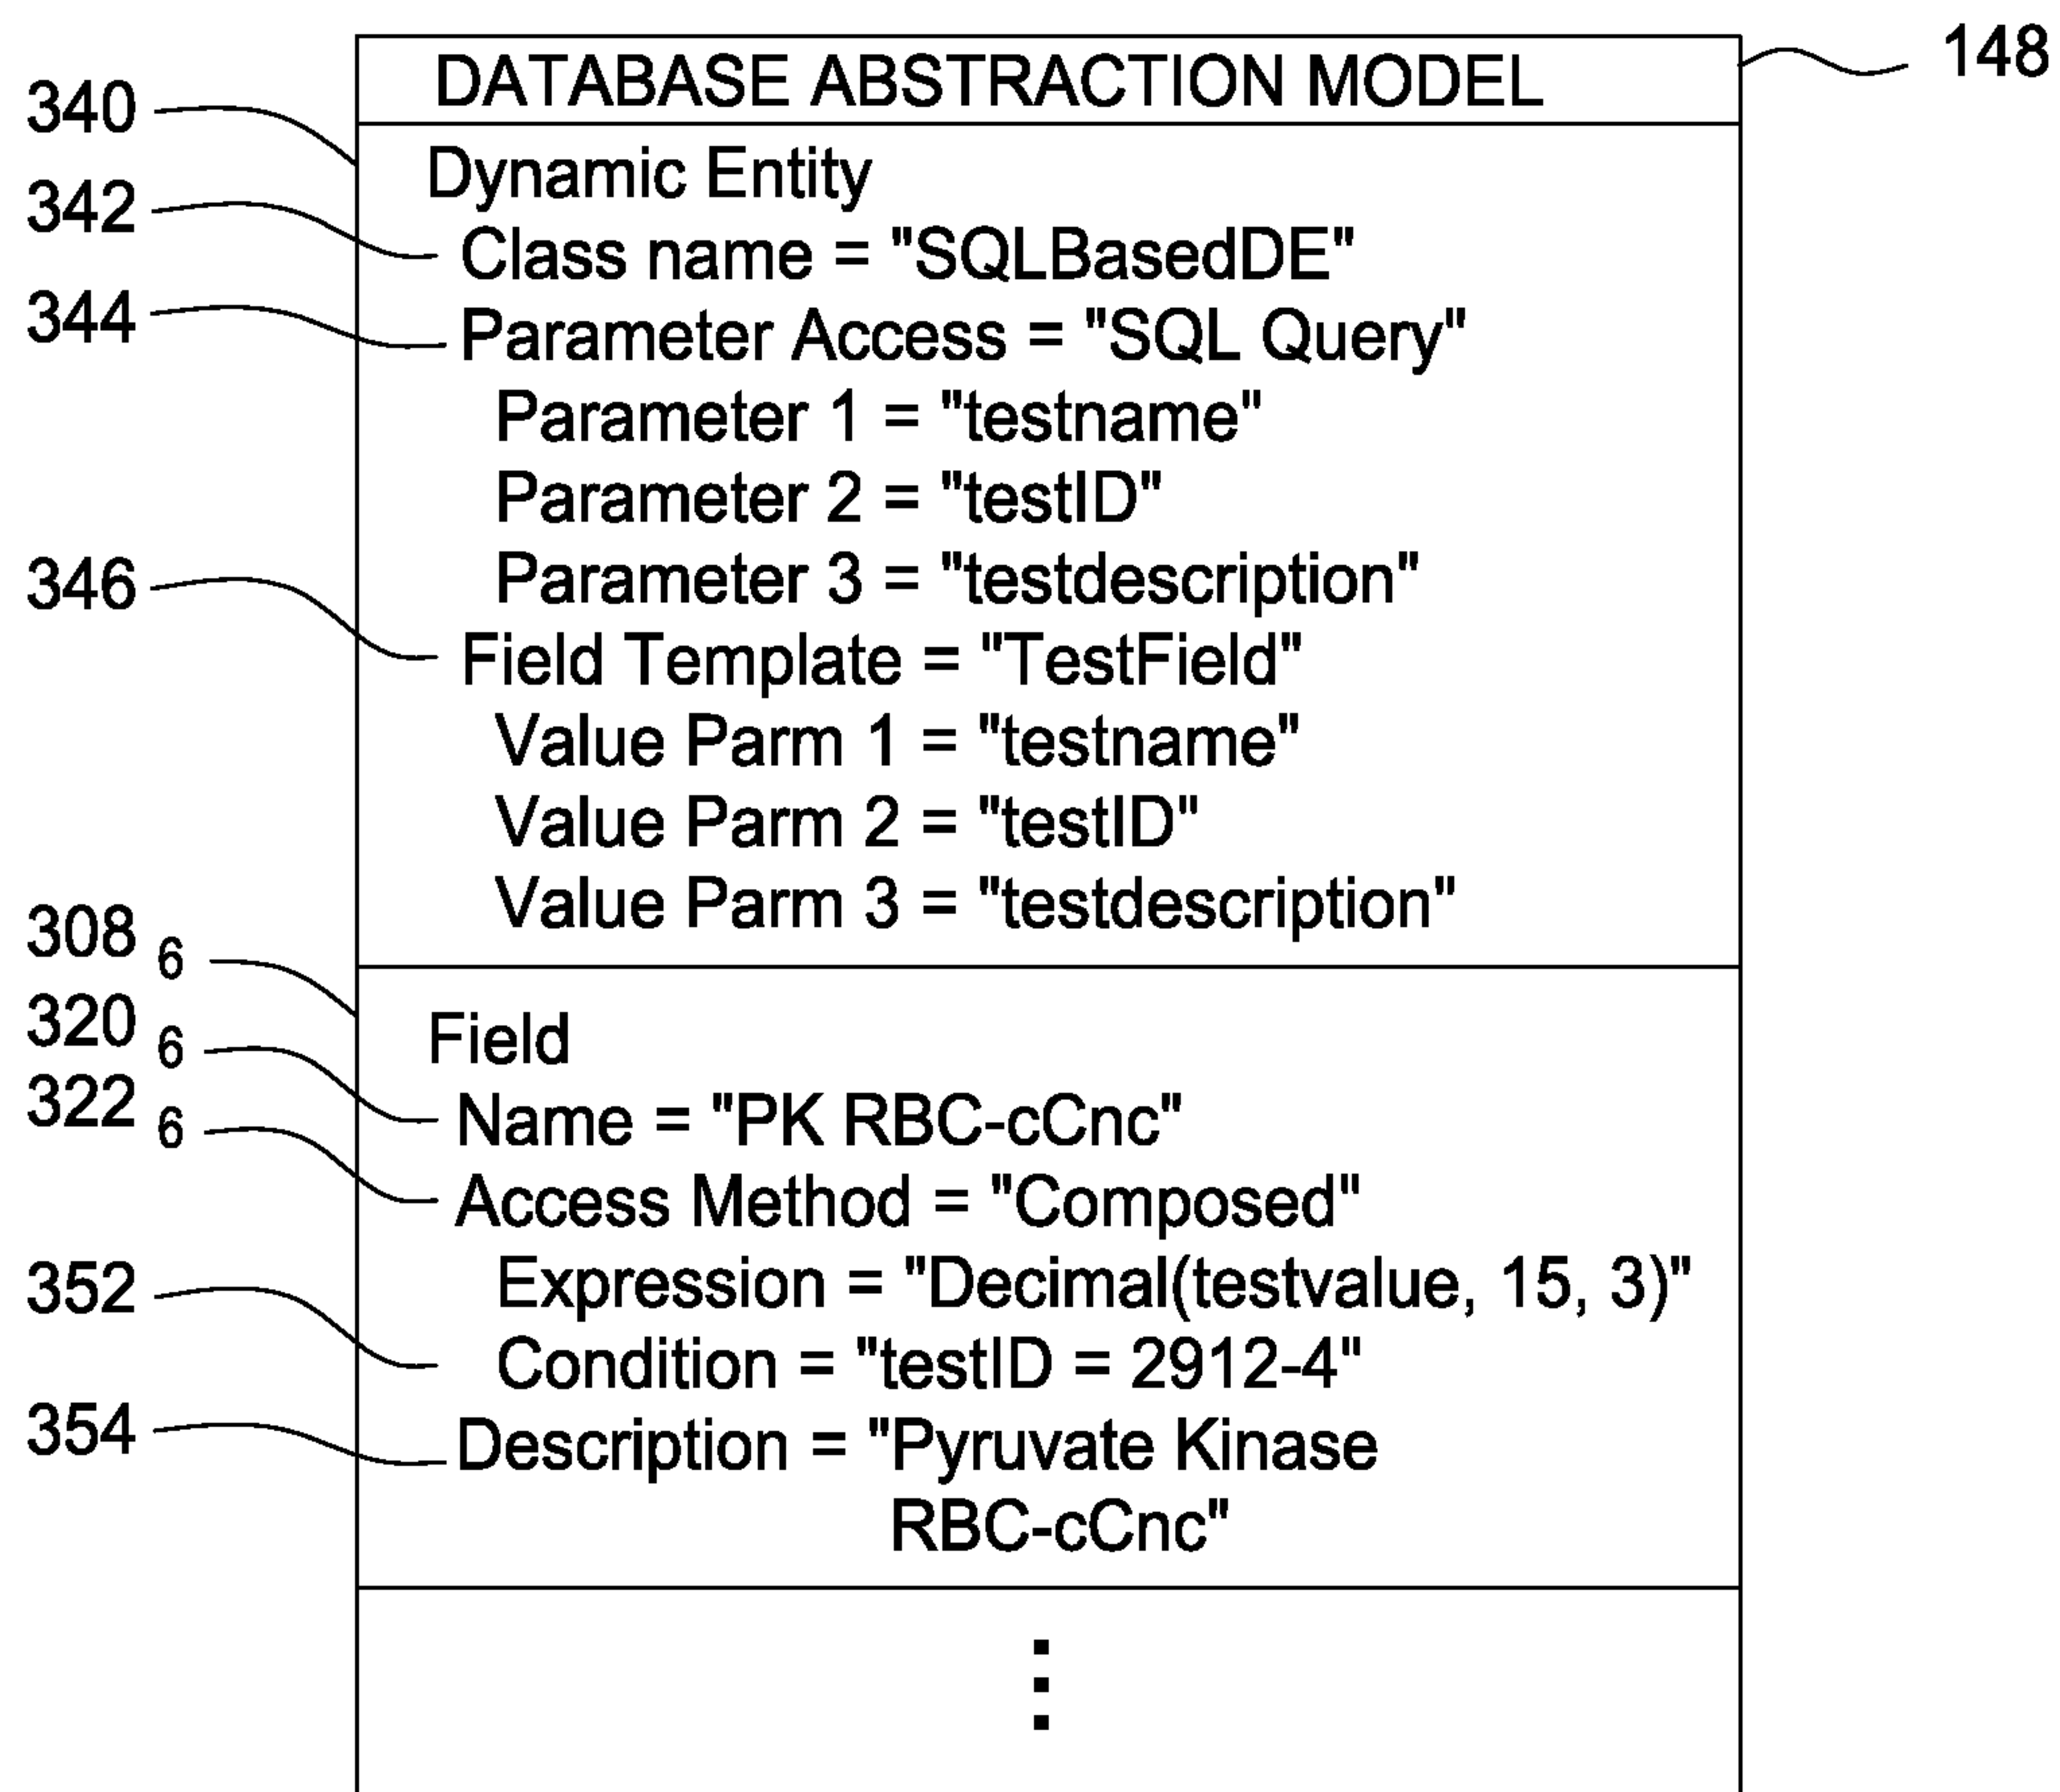 DATABASE ABSTRACTION MODEL
148
340
Dynamic Entity
342
Class name = "SQLBasedDE"
344
Parameter Access = "SQL Query"
Parameter 1 = "testname"
Parameter 2 = "testID"
Parameter 3 = "testdescription"
346
Field Template = "TestField"
Value Parm 1 = "testname"
Value Parm 2 = "testID"
Value Parm 3 = "testdescription"
308 6
Field
320 6
Name = "PK RBC-cCnc"
322 6
Access Method = "Composed"
Expression = "Decimal(testvalue, 15, 3)"
352
Condition = "testID = 2912-4"
354
Description = "Pyruvate Kinase
RBC-cCnc"